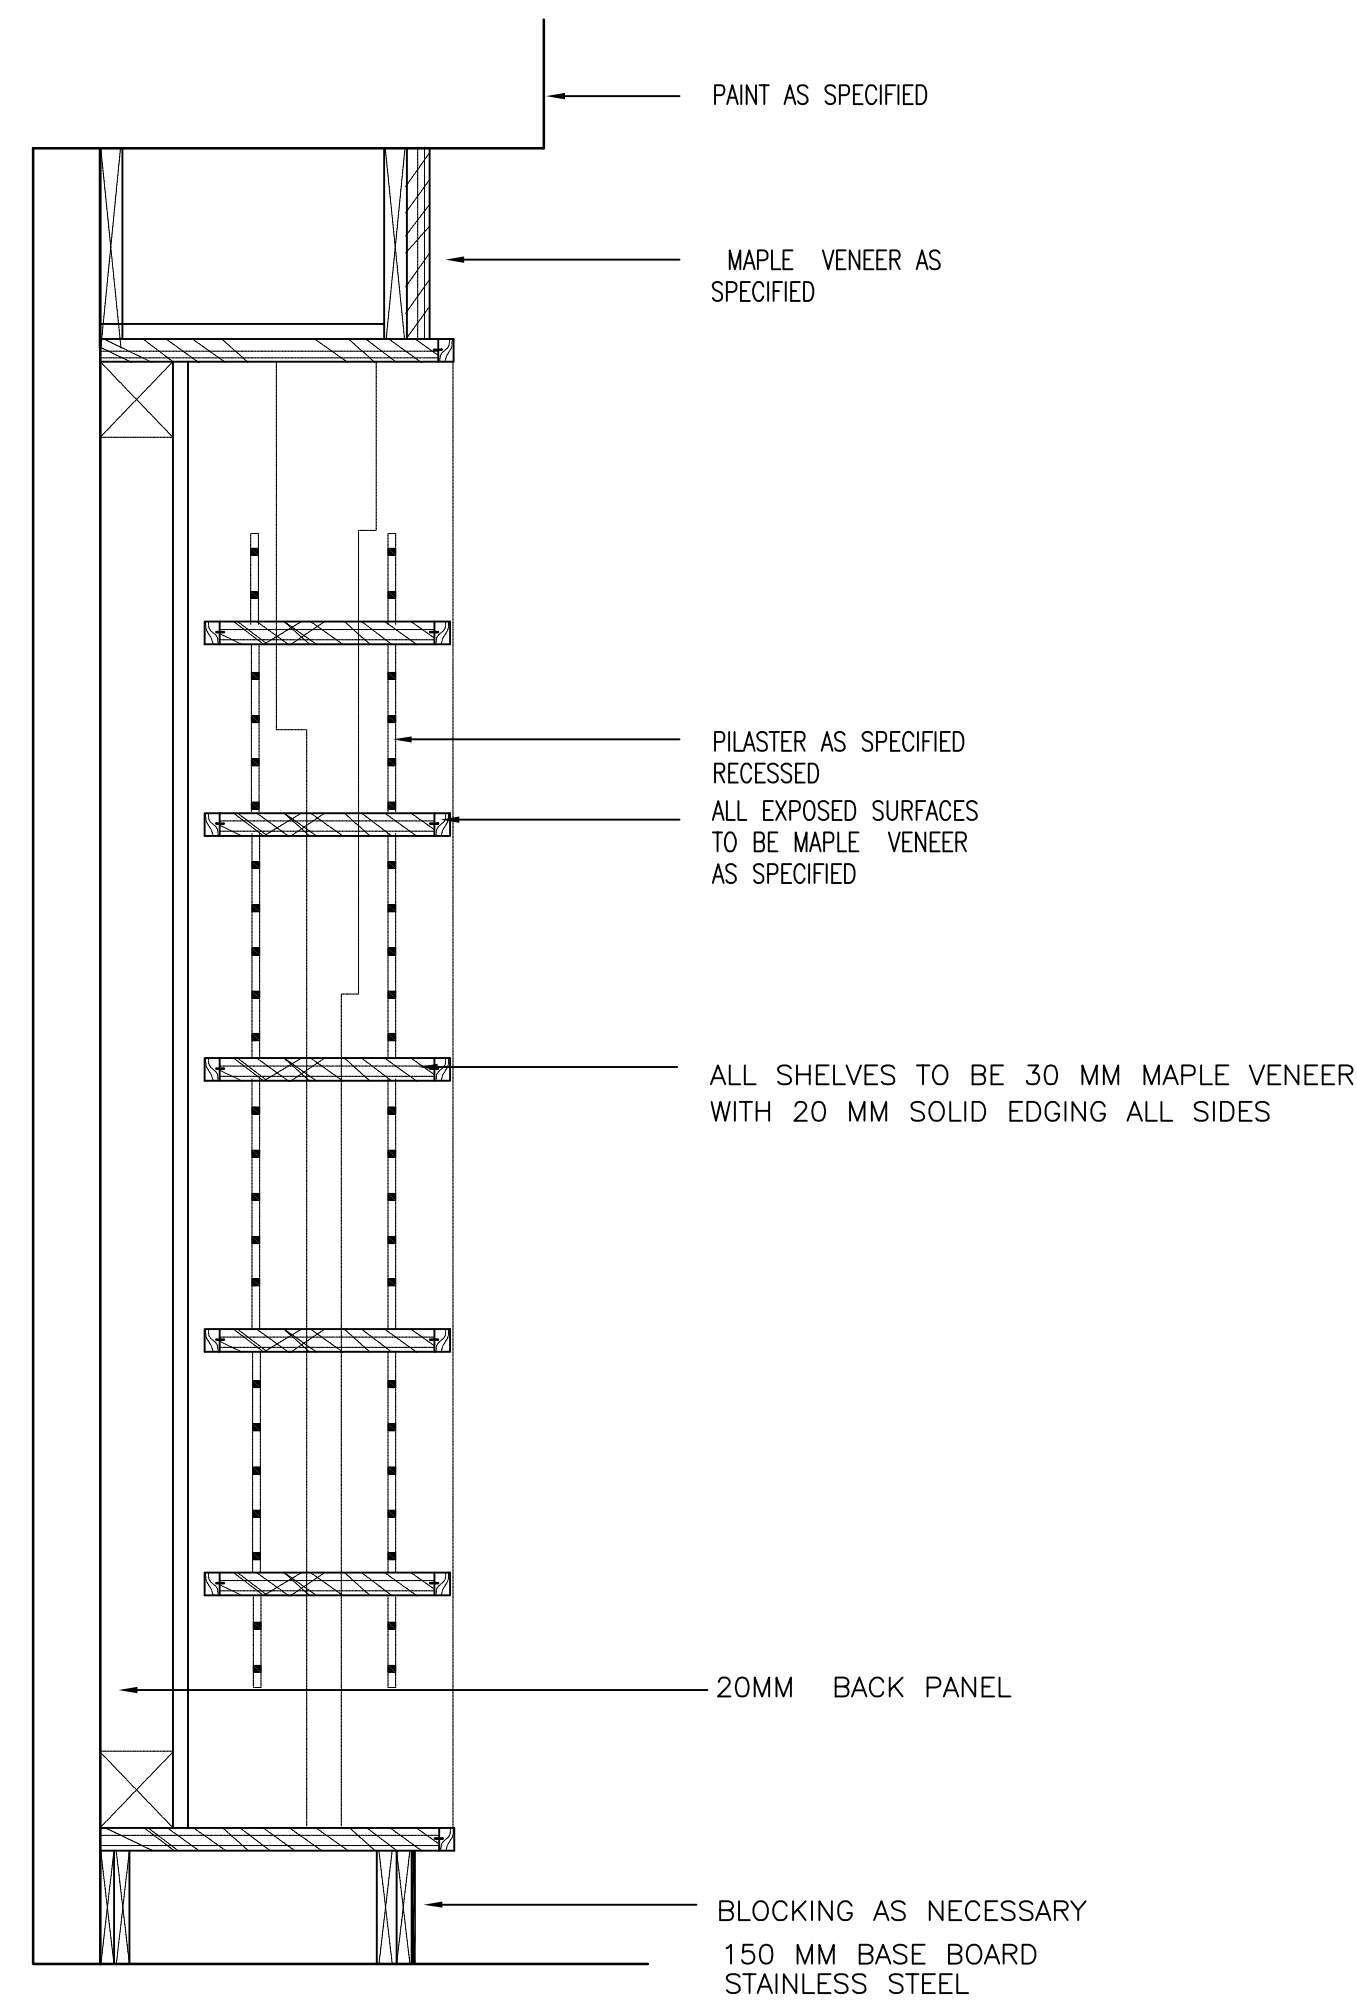 PAINT AS SPECIFIED
MAPLE VENEER AS
SPECIFIED
PILASTER AS SPECIFIED
RECESSED
ALL EXPOSED SURFACES
TO BE MAPLE VENEER
AS SPECIFIED
ALL SHELVES TO BE 30 MM MAPLE VENEER
WITH 20 MM SOLID EDGING ALL SIDES
20MM BACK PANEL
BLOCKING AS NECESSARY
150 MM BASE BOARD
STAINLESS STEEL